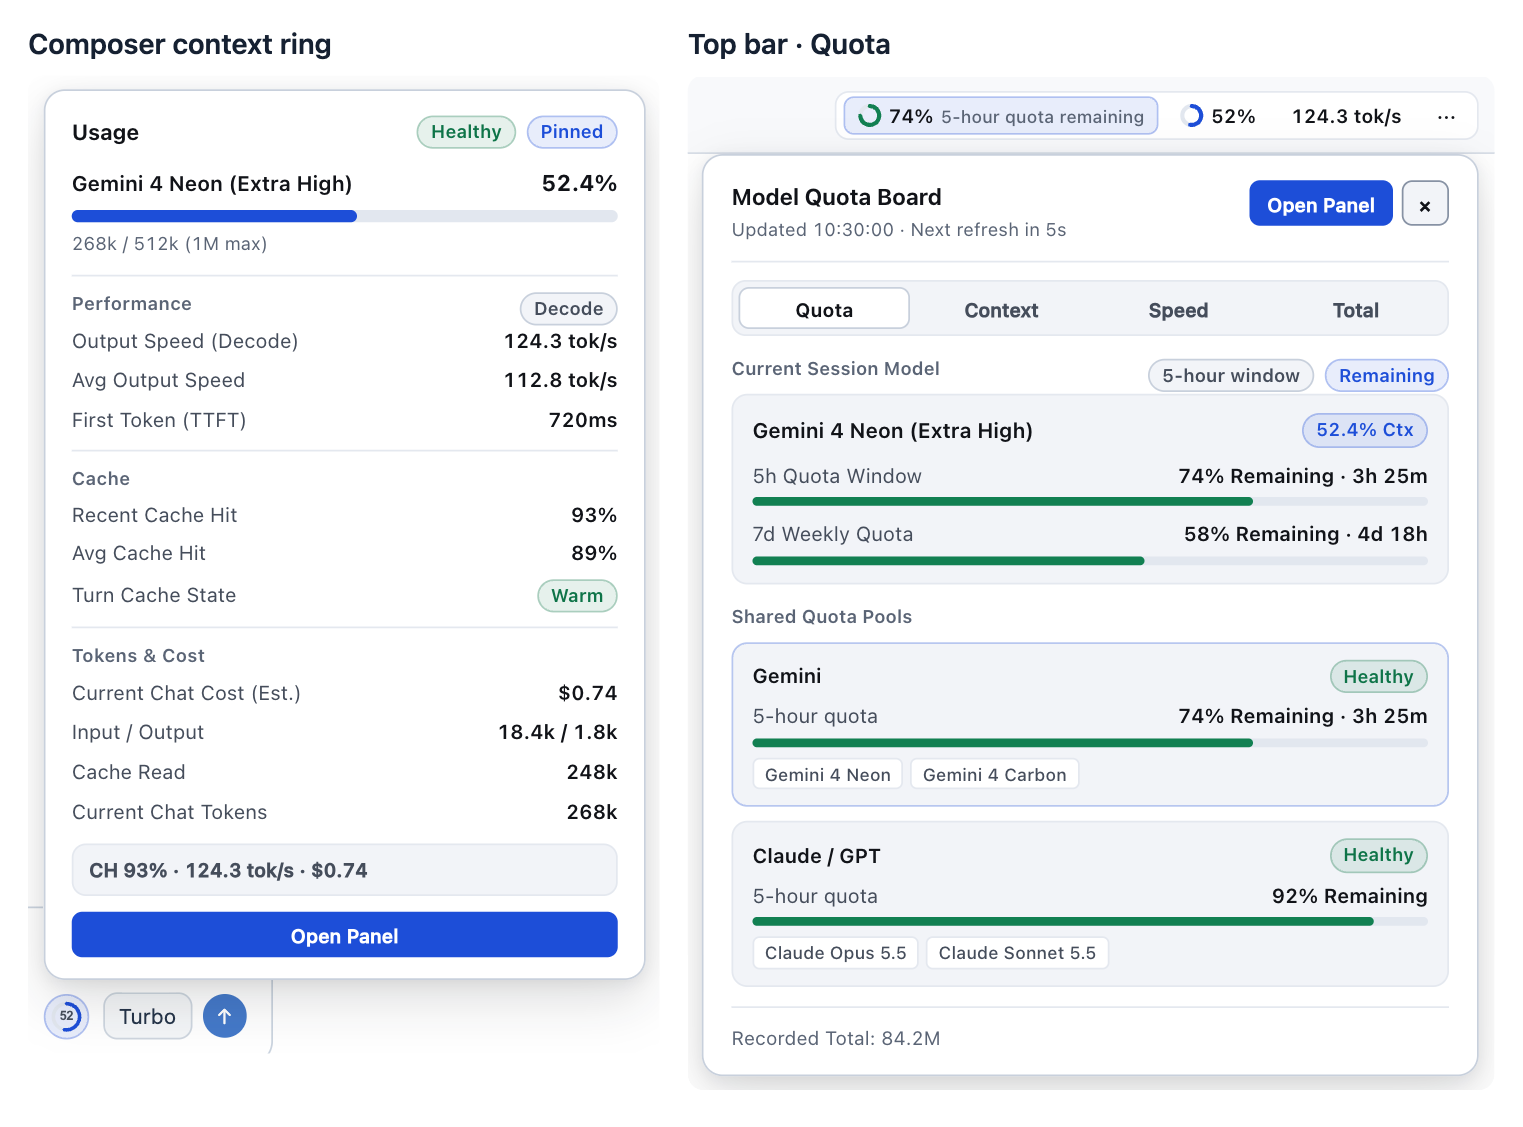 Composer context ring
Usage
Healthy
Pinned
Gemini 4 Neon (Extra High) 52.4%
268k / 512k (1M max)
Performance
Decode
Output Speed (Decode) 124.3 tok/s
Avg Output Speed 112.8 tok/s
First Token (TTFT) 720ms
Cache
Recent Cache Hit 93%
Avg Cache Hit 89%
Turn Cache State Warm
Tokens & Cost
Current Chat Cost (Est.) $0.74
Input / Output 18.4k / 1.8k
Cache Read 248k
Current Chat Tokens 268k
CH 93% · 124.3 tok/s · $0.74
Open Panel
52 Turbo ↑
Top bar · Quota
74% 5-hour quota remaining 52% 124.3 tok/s ···
Model Quota Board
Updated 10:30:00 · Next refresh in 5s
Open Panel ×
Quota Context Speed Total
Current Session Model 5-hour window Remaining
Gemini 4 Neon (Extra High) 52.4% Ctx
5h Quota Window 74% Remaining · 3h 25m
7d Weekly Quota 58% Remaining · 4d 18h
Shared Quota Pools
Gemini Healthy
5-hour quota 74% Remaining · 3h 25m
Gemini 4 Neon Gemini 4 Carbon
Claude / GPT Healthy
5-hour quota 92% Remaining
Claude Opus 5.5 Claude Sonnet 5.5
Recorded Total: 84.2M